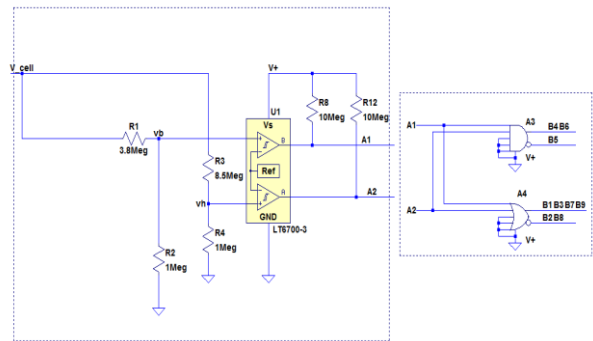 V_cell
V+
R1
vb
3.8Meg
U1
Vs
R8
10Meg
R12
10Meg
B
A1
R3
8.5Meg
Ref
vh
A
A2
GND
LT6700-3
R4
1Meg
R2
1Meg
A1
A3
B4 B6
B5
V+
A4
A2
B1 B3 B7 B9
B2 B8
V+